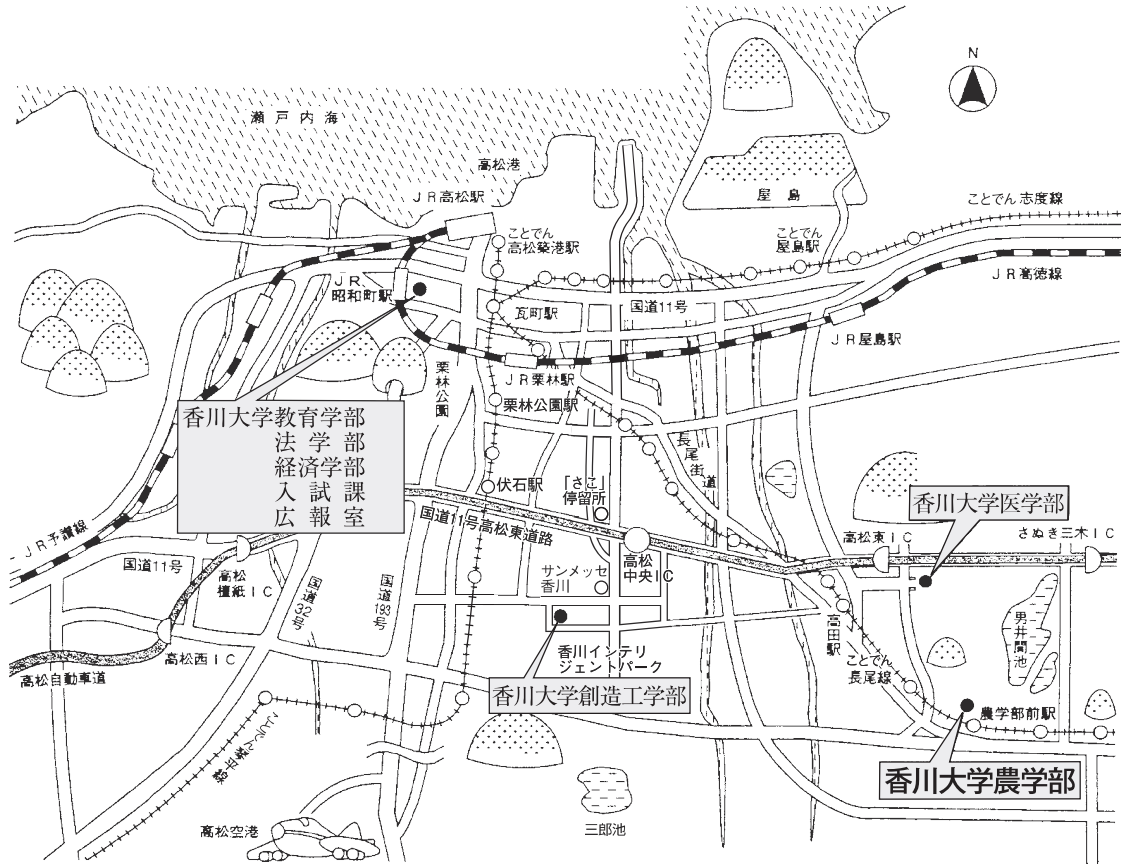 N
瀬戸内海
高松港
JR高松駅
屋島
ことでん志度線
ことでん
高松築港駅
ことでん
屋島駅
JR高徳線
JR
昭和町駅
瓦町駅
国道11号
JR屋島駅
栗林公園
JR栗林駅
栗林公園駅
香川大学教育学部
法学部
経済学部
入試課
広報室
長尾街道
伏石駅
「さこ」
停留所
香川大学医学部
国道11号高松東道路
高松東IC
さぬき三木IC
JR予讃線
国道11号
高松
檀紙IC
国道32号
国道193号
サンメッセ
香川
高松
中央IC
高松西IC
高松自動車道
香川インテリ
ジェントパーク
高田駅
男井間池
ことでん
長尾線
香川大学創造工学部
農学部前駅
ことでん琴平線
香川大学農学部
高松空港
三郎池